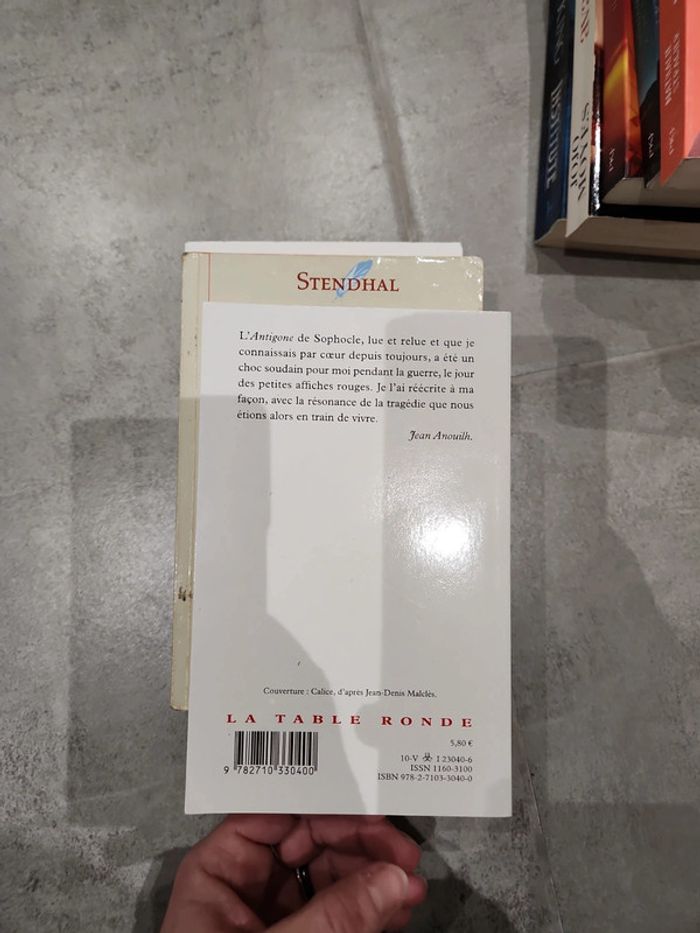 INSTITUTE
STENDHAL
L'Antigone de Sophocle, lue et relue et que je
connaissais par cœur depuis toujours, a été un
choc soudain pour moi pendant la guerre, le jour
des petites affiches rouges. Je l'ai réécrite à ma
façon, avec la résonance de la tragédie que nous
étions alors en train de vivre.
Jean Anouilh.
Couverture : Calice, d'après Jean-Denis Malclès.
LA TABLE RONDE
5,80 €
10-V I 23040-6
ISSN 1160-3100
ISBN 978-2-7103-3040-0
9 782710 330400